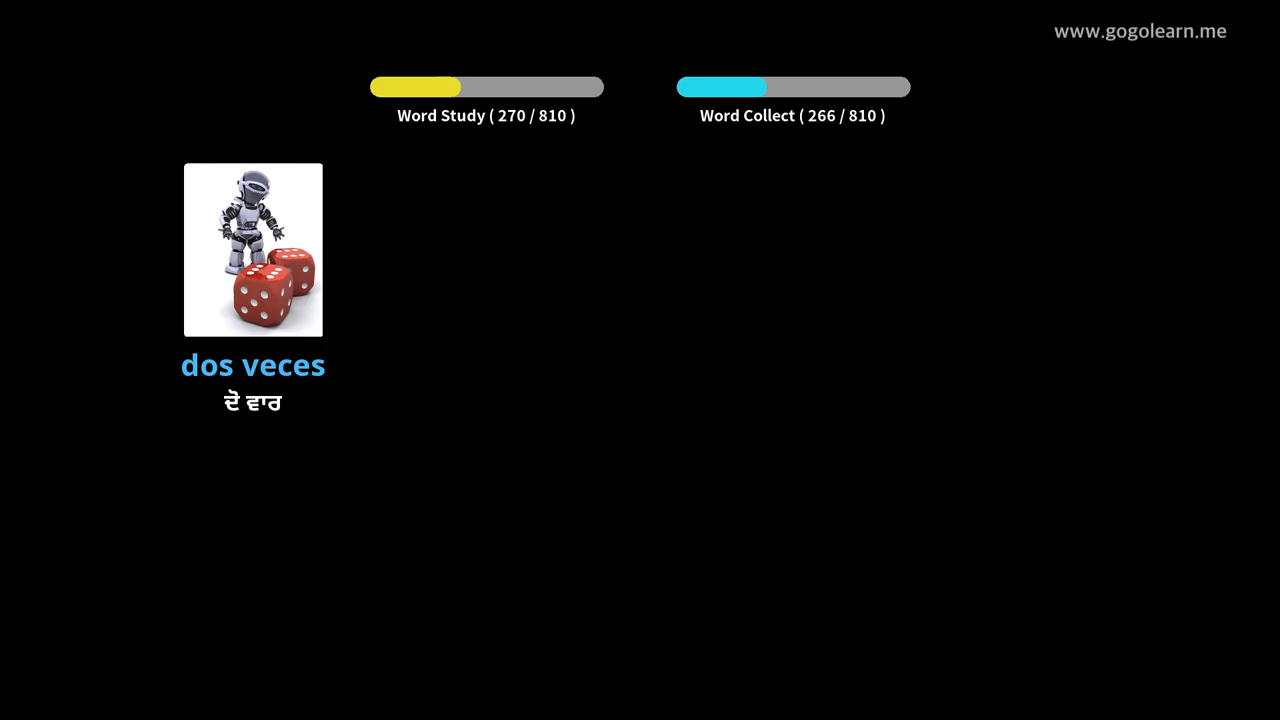 www.gogolearn.me
Word Study ( 270 / 810 )
Word Collect ( 266 / 810 )
dos veces
ਦੋ ਵਾਰ